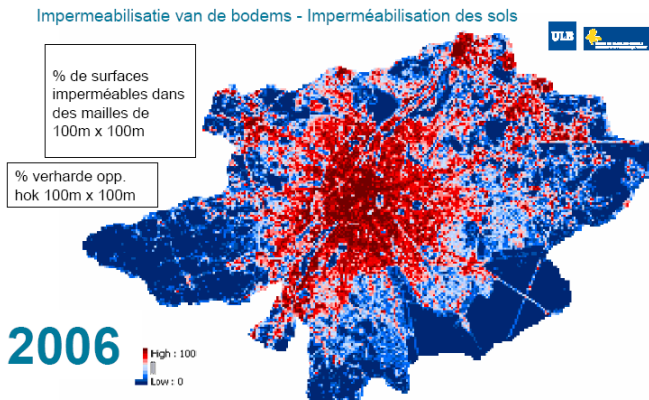 Impermeabilisatie van de bodems - Imperméabilisation des sols
ULB
% de surfaces
imperméables dans
des mailles de
100m x 100m
% verharde opp.
hok 100m x 100m
2006
High : 100
Low : 0